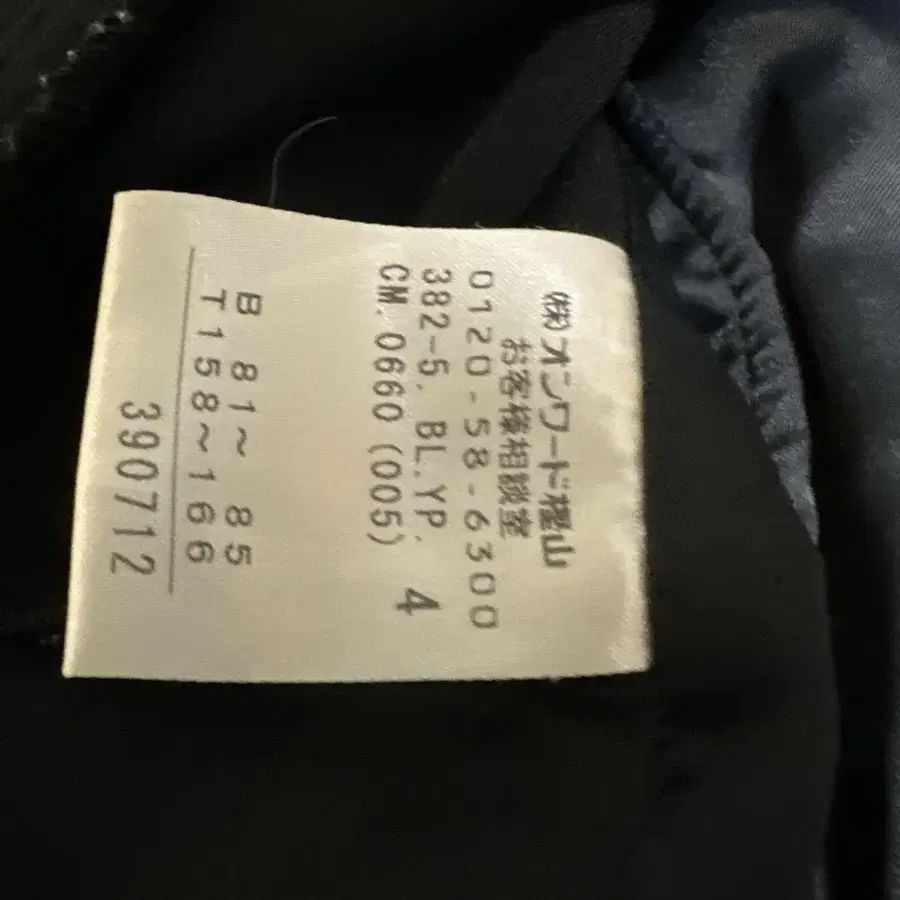 ㈱オンワード樫山
お客様相談室
0120-58-6300
382-5. BL.YP.
CM.0660(005) 4
B 81~ 85
T158~166
390712